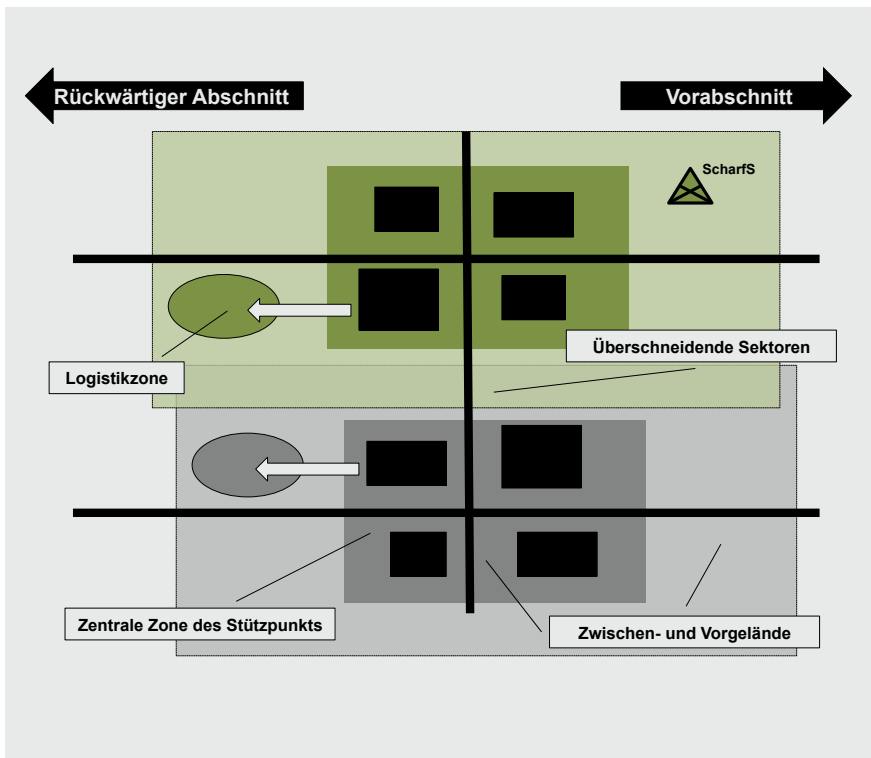 Rückwärtiger Abschnitt
Vorabschnitt
ScharfS
Überschneidende Sektoren
Logistikzone
Zentrale Zone des Stützpunkts
Zwischen- und Vorgelände